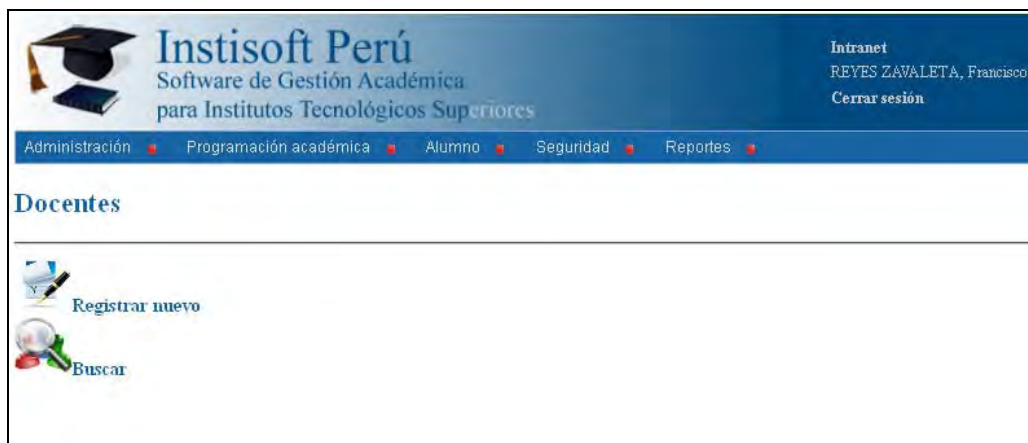 Instisoft Perú
Software de Gestión Académica
para Institutos Tecnológicos Superiores
Intranet
REYES ZAVALETA, Francisco
Cerrar sesión
Administración Programación académica Alumno Seguridad Reportes
Docentes
Registrar nuevo
Buscar